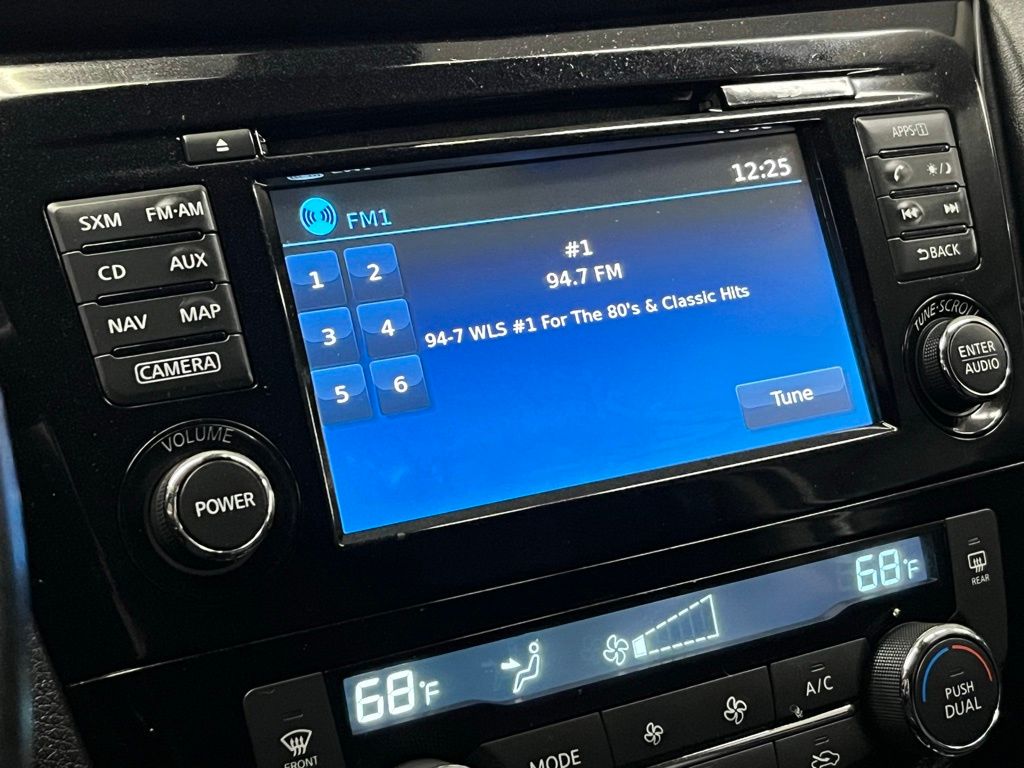 12:25
FM1
#1
94.7 FM
94-7 WLS #1 For The 80's & Classic Hits
1 2
3 4
5 6
Tune
SXM FM·AM
CD AUX
NAV MAP
CAMERA
VOLUME
POWER
APPS·i
BACK
TUNE·SCROLL
ENTER
AUDIO
68°F
68°F
REAR
FRONT
MODE
A/C
PUSH
DUAL